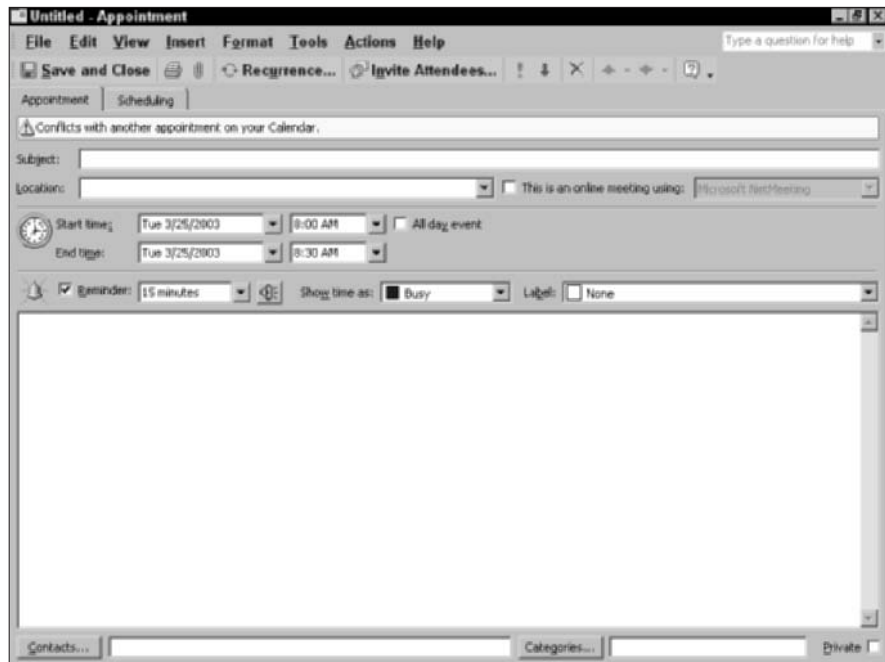 Untitled - Appointment
File Edit View Insert Format Tools Actions Help
Type a question for help
Save and Close Recurrence... Invite Attendees...
Appointment Scheduling
Conflicts with another appointment on your Calendar.
Subject:
Location: This is an online meeting using: Microsoft NetMeeting
Start time: Tue 3/25/2003 8:00 AM All day event
End time: Tue 3/25/2003 8:30 AM
Reminder: 15 minutes Show time as: Busy Label: None
Contacts... Categories... Private